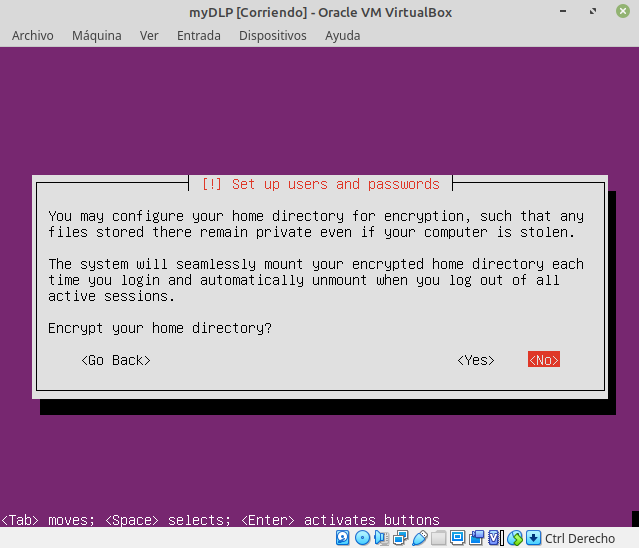 myDLP [Corriendo] - Oracle VM VirtualBox
Archivo Máquina Ver Entrada Dispositivos Ayuda
[!] Set up users and passwords
You may configure your home directory for encryption, such that any
files stored there remain private even if your computer is stolen.
The system will seamlessly mount your encrypted home directory each
time you login and automatically unmount when you log out of all
active sessions.
Encrypt your home directory?
<Go Back> <Yes> <No>
<Tab> moves; <Space> selects; <Enter> activates buttons
Ctrl Derecho